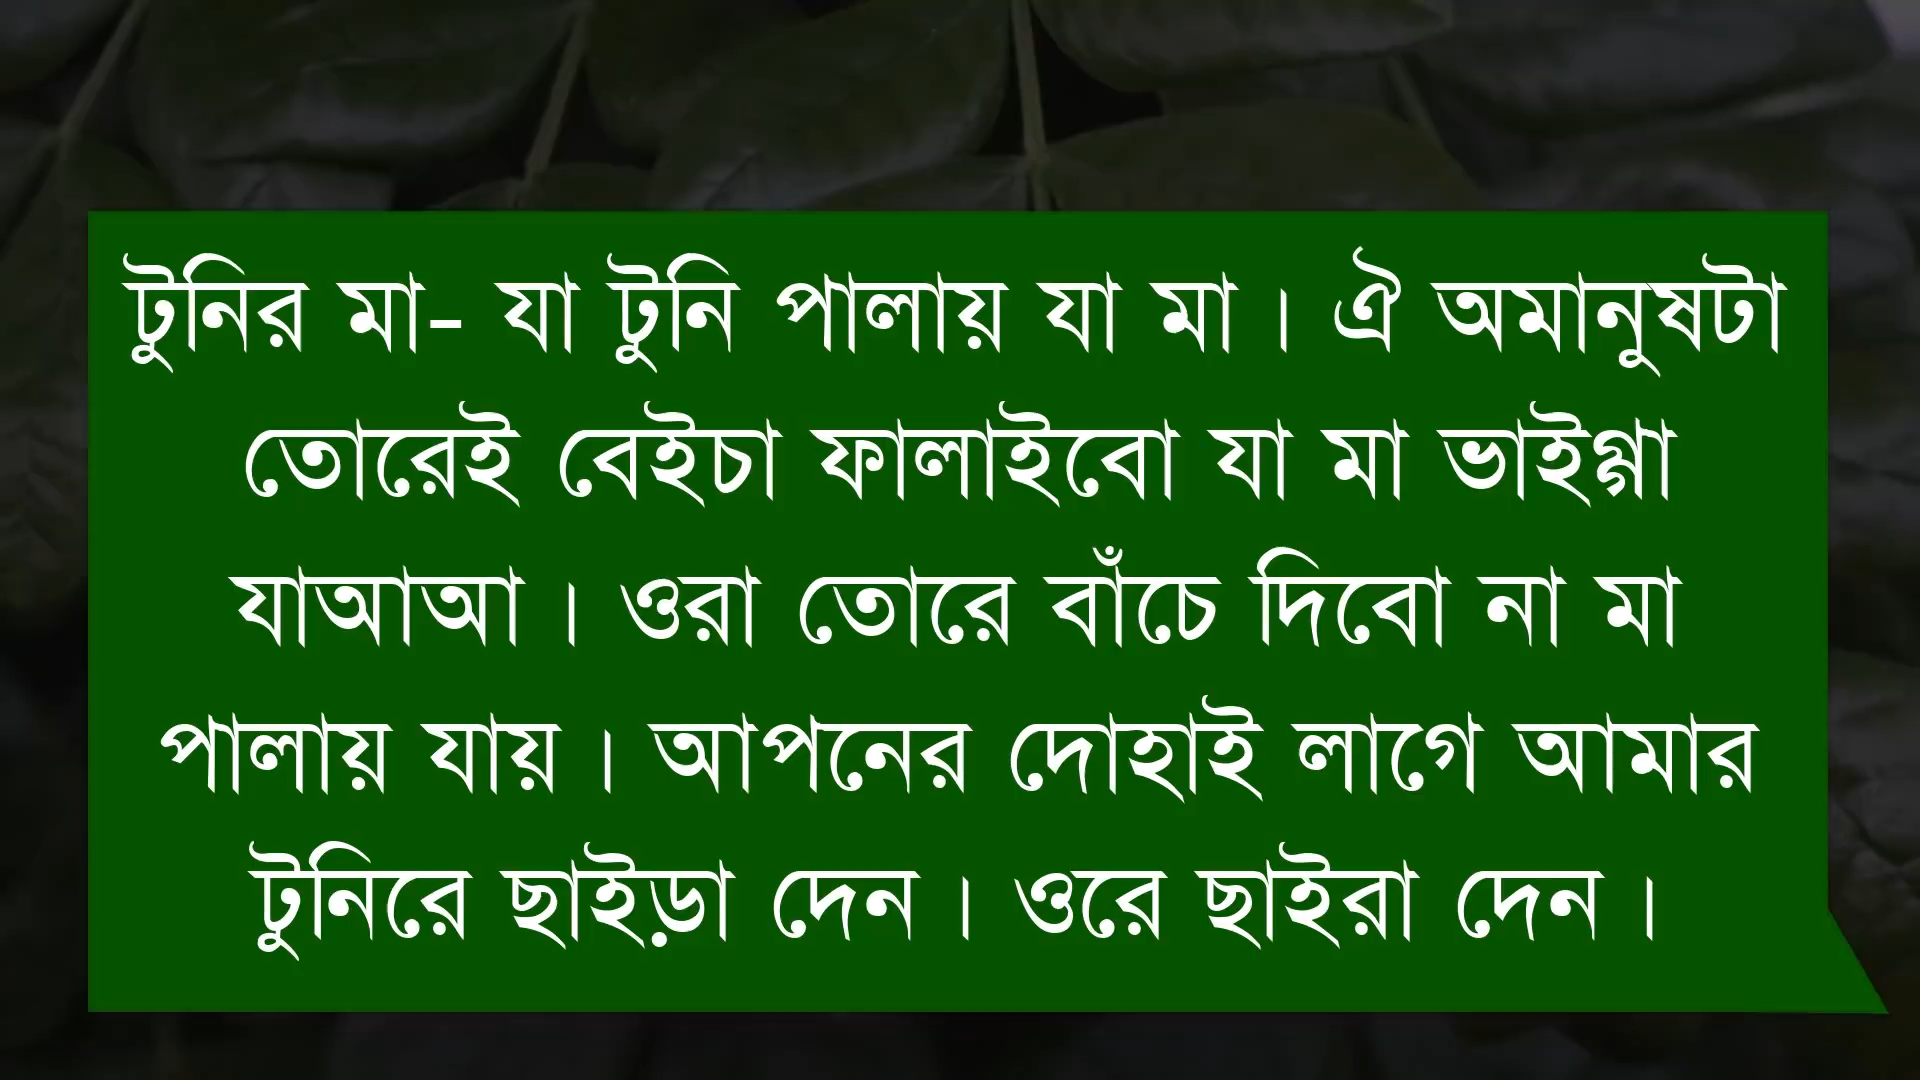 টুনির মা- যা টুনি পালায় যা মা। ঐ অমানুষটা
তোরেই বেইচা ফালাইবো যা মা ভাইগ্গা
যাআআ। ওরা তোরে বাঁচে দিবো না মা
পালায় যায়। আপনের দোহাই লাগে আমার
টুনিরে ছাইড়া দেন। ওরে ছাইরা দেন।